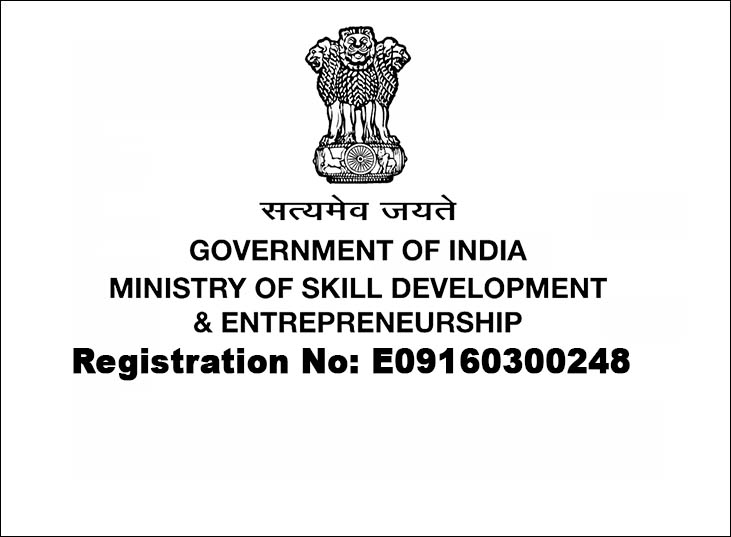 सत्यमेव जयते
GOVERNMENT OF INDIA
MINISTRY OF SKILL DEVELOPMENT
& ENTREPRENEURSHIP
Registration No: E09160300248